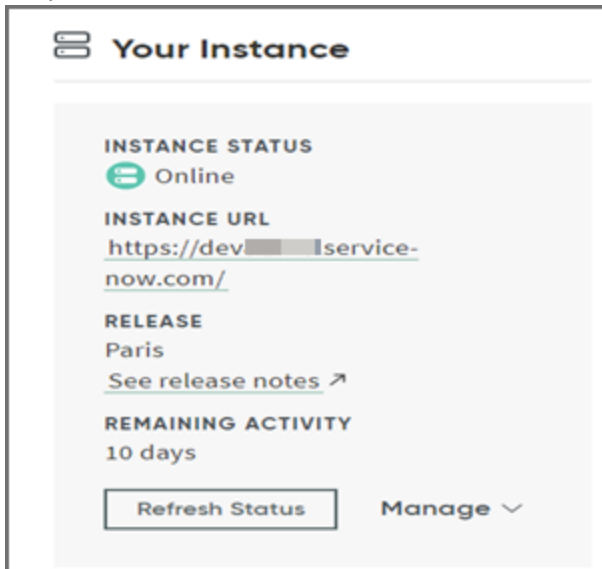 Your Instance
INSTANCE STATUS
Online
INSTANCE URL
https://dev service-
now.com/
RELEASE
Paris
See release notes ↗
REMAINING ACTIVITY
10 days
Refresh Status Manage